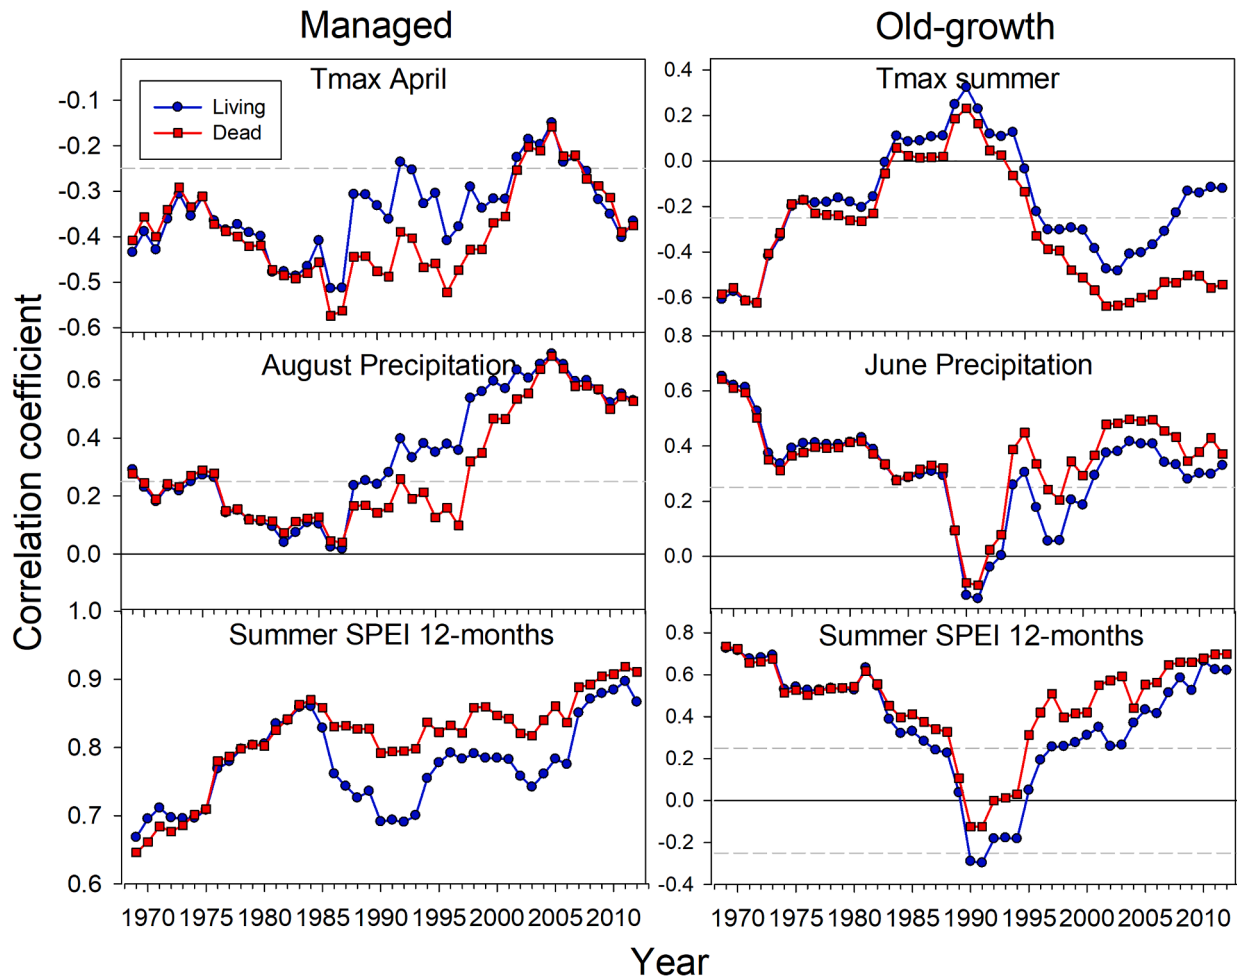 Managed
Old-growth
Tmax April
Living
Dead
-0.1
-0.2
-0.3
-0.4
-0.5
-0.6
Tmax summer
0.4
0.2
0.0
-0.2
-0.4
-0.6
August Precipitation
0.6
0.4
0.2
0.0
June Precipitation
0.8
0.6
0.4
0.2
0.0
Summer SPEI 12-months
1.0
0.9
0.8
0.7
0.6
Summer SPEI 12-months
0.8
0.6
0.4
0.2
0.0
-0.2
-0.4
1970 1975 1980 1985 1990 1995 2000 2005 2010
1970 1975 1980 1985 1990 1995 2000 2005 2010
Correlation coefficient
Year